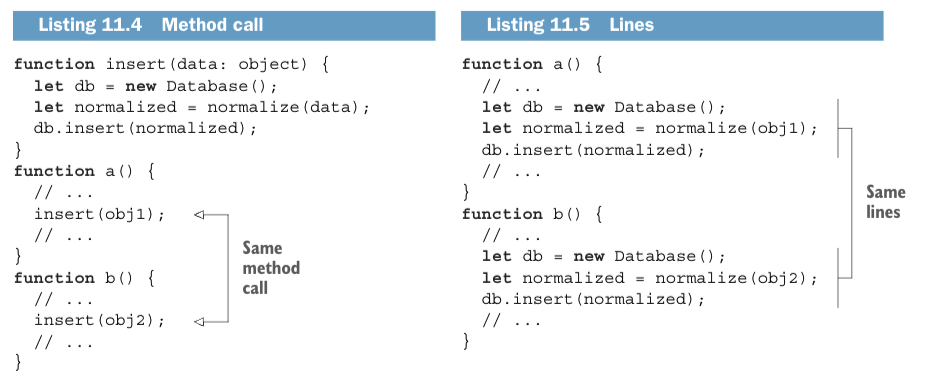 Listing 11.4 Method call
function insert(data: object) {
  let db = new Database();
  let normalized = normalize(data);
  db.insert(normalized);
}
function a() {
  // ...
  insert(obj1);
  // ...
}
function b() {
  // ...
  insert(obj2);
  // ...
}
Same
method
call
Listing 11.5 Lines
function a() {
  // ...
  let db = new Database();
  let normalized = normalize(obj1);
  db.insert(normalized);
  // ...
}
function b() {
  // ...
  let db = new Database();
  let normalized = normalize(obj2);
  db.insert(normalized);
  // ...
}
Same
lines